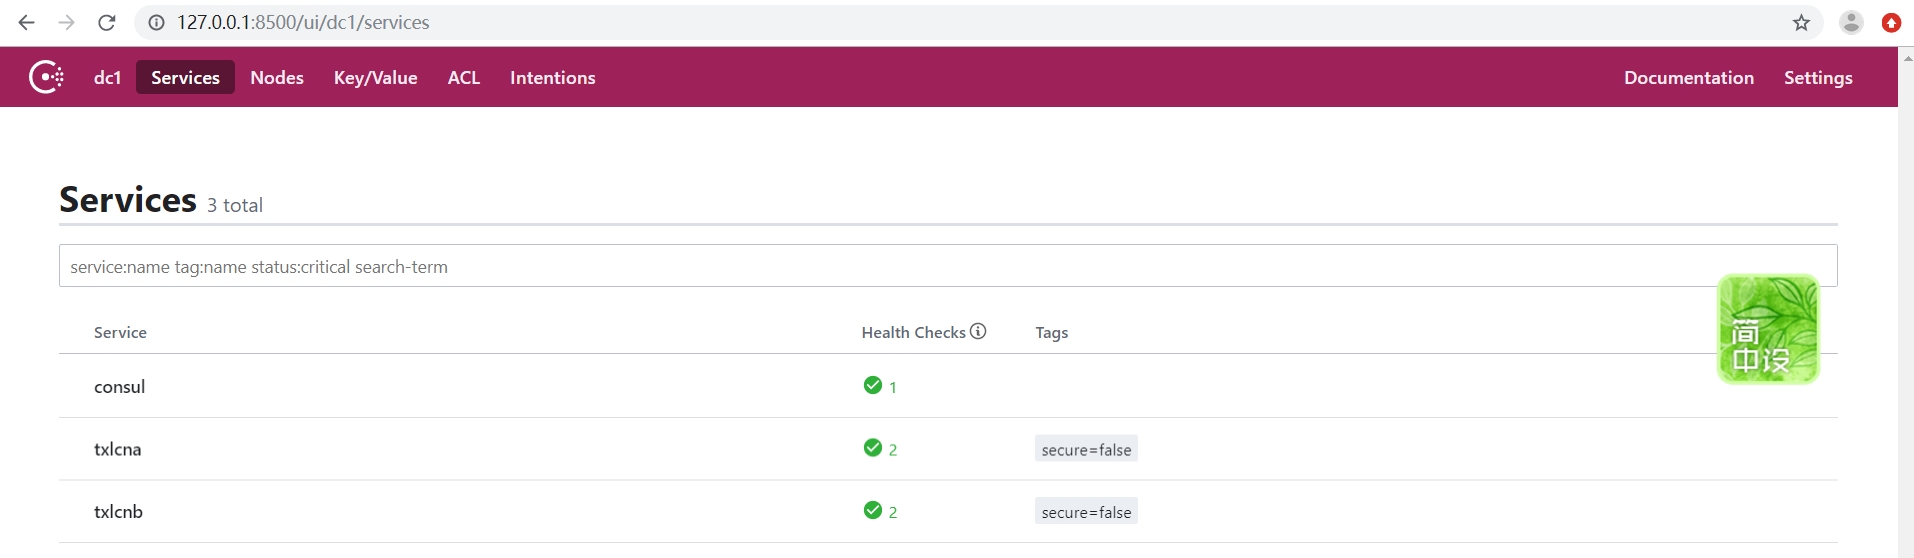 127.0.0.1:8500/ui/dc1/services
dc1 Services Nodes Key/Value ACL Intentions Documentation Settings
Services 3 total
service:name tag:name status:critical search-term
Service Health Checks Tags
consul 1
txlcna 2 secure=false
txlcnb 2 secure=false
简
中设